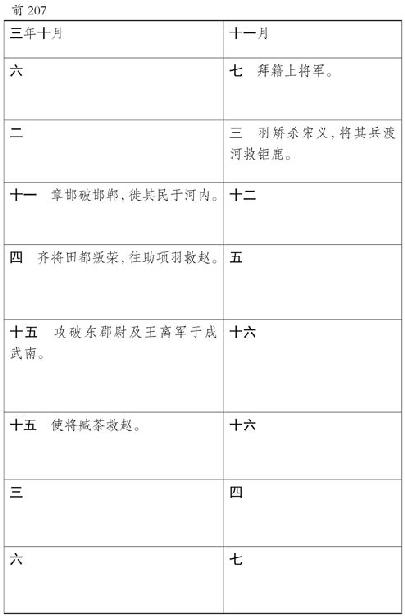 前207
三年十月 十一月
六 七 拜籍上将军。
二 三 羽矫杀宋义,将其兵渡
河救钜鹿。
十一 章邯破邯郸,徙其民于河内。 十二
四 齐将田都叛荣,往助项羽救赵。 五
十五 攻破东郡尉及王离军于成 十六
武南。
十五 使将臧荼救赵。 十六
三 四
六 七